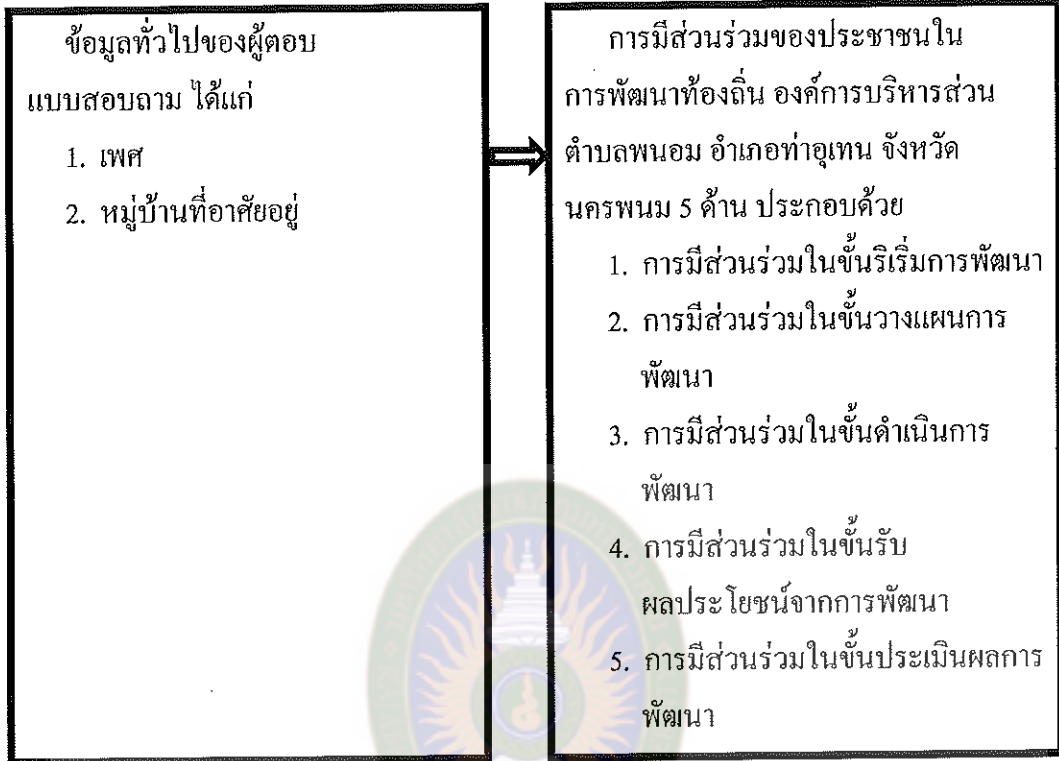 ข้อมูลทั่วไปของผู้ตอบ
แบบสอบถาม ได้แก่
1. เพศ
2. หมู่บ้านที่อาศัยอยู่
การมีส่วนร่วมของประชาชนใน
การพัฒนาท้องถิ่น องค์การบริหารส่วน
ตำบลพนอม อำเภอท่าอุเทน จังหวัด
นครพนม 5 ด้าน ประกอบด้วย
1. การมีส่วนร่วมในขั้นริเริ่มการพัฒนา
2. การมีส่วนร่วมในขั้นวางแผนการ
พัฒนา
3. การมีส่วนร่วมในขั้นดำเนินการ
พัฒนา
4. การมีส่วนร่วมในขั้นรับ
ผลประโยชน์จากการพัฒนา
5. การมีส่วนร่วมในขั้นประเมินผลการ
พัฒนา